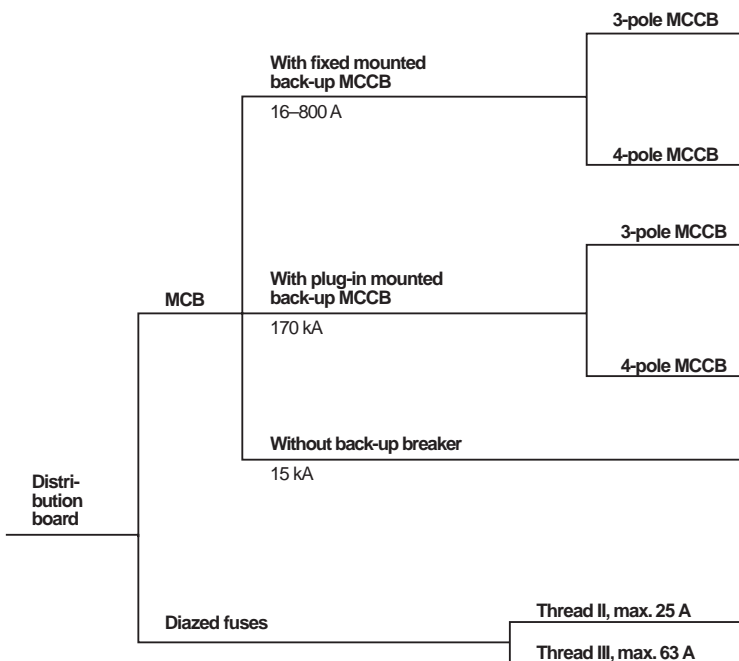 3-pole MCCB
With fixed mounted
back-up MCCB
16–800 A
4-pole MCCB
3-pole MCCB
With plug-in mounted
back-up MCCB
MCB
170 kA
4-pole MCCB
Without back-up breaker
15 kA
Distri-
bution
board
Thread II, max. 25 A
Diazed fuses
Thread III, max. 63 A